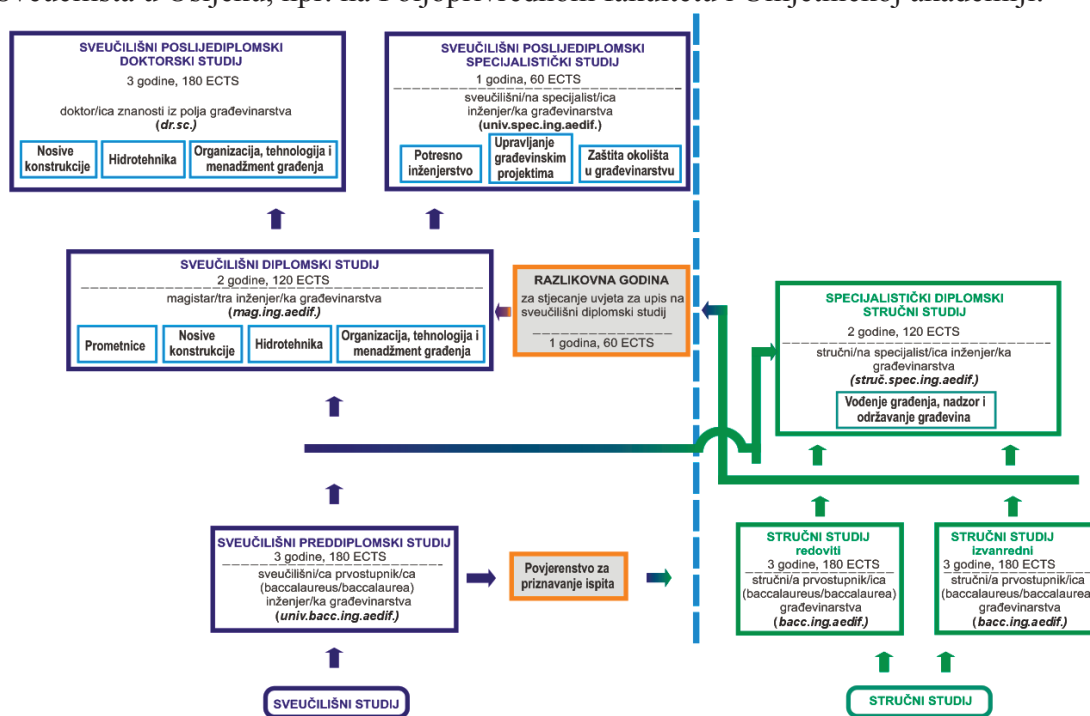 Sveučilišta u Osijeku, npr. na Poljoprivrednom fakultetu i Umjetničkoj akademiji.
SVEUČILIŠNI POSLIJEDIPLOMSKI
DOKTORSKI STUDIJ
3 godine, 180 ECTS
doktor/ica znanosti iz polja građevinarstva
(dr.sc.)
Nosive
konstrukcije
Hidrotehnika
Organizacija, tehnologija i
menadžment građenja
SVEUČILIŠNI POSLIJEDIPLOMSKI
SPECIJALISTIČKI STUDIJ
1 godina, 60 ECTS
sveučilišni/na specijalist/ica
inženjer/ka građevinarstva
(univ.spec.ing.aedif.)
Potresno
inženjerstvo
Upravljanje
građevinskim
projektima
Zaštita okolišta
u građevinarstvu
SVEUČILIŠNI DIPLOMSKI STUDIJ
2 godine, 120 ECTS
magistar/tra inženjer/ka građevinarstva
(mag.ing.aedif.)
Prometnice
Nosive
konstrukcije
Hidrotehnika
Organizacija, tehnologija i
menadžment građenja
RAZLIKOVNA GODINA
za stjecanje uvjeta za upis na
sveučilišni diplomski studij
1 godina, 60 ECTS
SPECIJALISTIČKI DIPLOMSKI
STRUČNI STUDIJ
2 godine, 120 ECTS
stručni/na specijalist/ica inženjer/ka
građevinarstva
(struč.spec.ing.aedif.)
Vođenje građenja, nadzor i
održavanje građevina
SVEUČILIŠNI PREDDIPLOMSKI STUDIJ
3 godine, 180 ECTS
sveučilišni/ca prvostupnik/ca
(baccalaureus/baccalaurea)
inženjer/ka građevinarstva
(univ.bacc.ing.aedif.)
Povjerenstvo za
priznavanje ispita
STRUČNI STUDIJ
redoviti
3 godine, 180 ECTS
stručni/a prvostupnik/ica
(baccalaureus/baccalaurea)
građevinarstva
(bacc.ing.aedif.)
STRUČNI STUDIJ
izvanredni
3 godine, 180 ECTS
stručni/a prvostupnik/ica
(baccalaureus/baccalaurea)
građevinarstva
(bacc.ing.aedif.)
SVEUČILIŠNI STUDIJ
STRUČNI STUDIJ